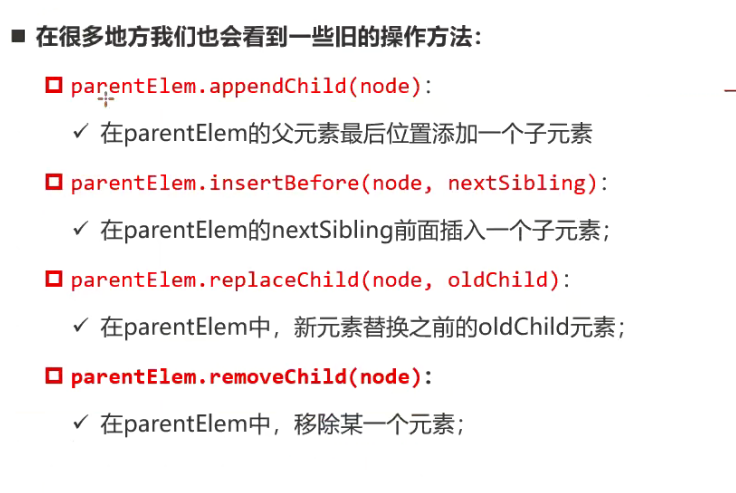 在很多地方我们也会看到一些旧的操作方法：
parentElem.appendChild(node)：
在parentElem的父元素最后位置添加一个子元素
parentElem.insertBefore(node, nextSibling)：
在parentElem的nextSibling前面插入一个子元素；
parentElem.replaceChild(node, oldChild)：
在parentElem中，新元素替换之前的oldChild元素；
parentElem.removeChild(node)：
在parentElem中，移除某一个元素；